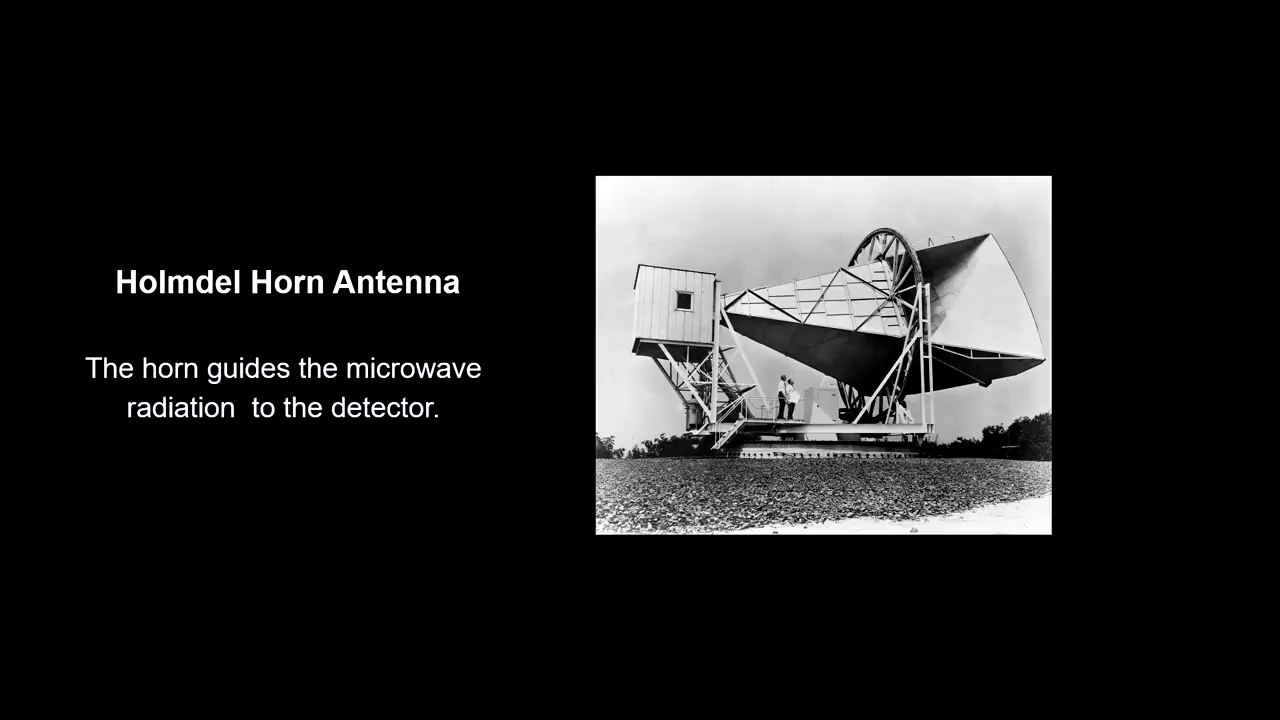 Holmdel Horn Antenna
The horn guides the microwave
radiation  to the detector.